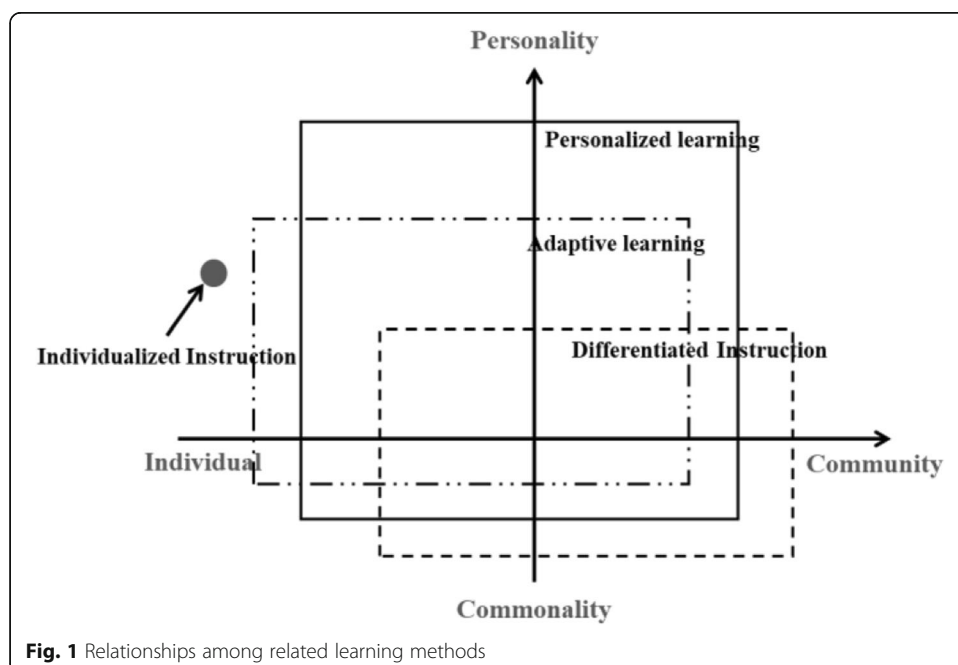 Personality
Personalized learning
Adaptive learning
Individualized Instruction
Differentiated Instruction
Individual
Community
Commonality
Fig. 1 Relationships among related learning methods